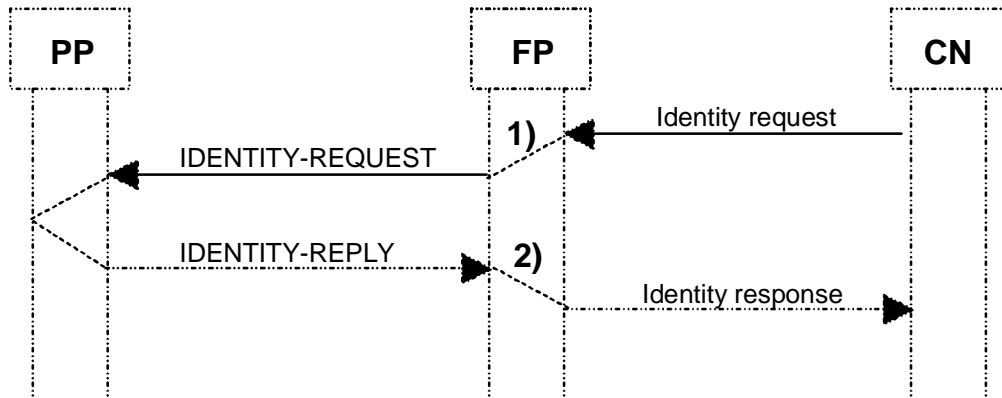 PP
FP
CN
Identity request
1)
IDENTITY-REQUEST
IDENTITY-REPLY
2)
Identity response